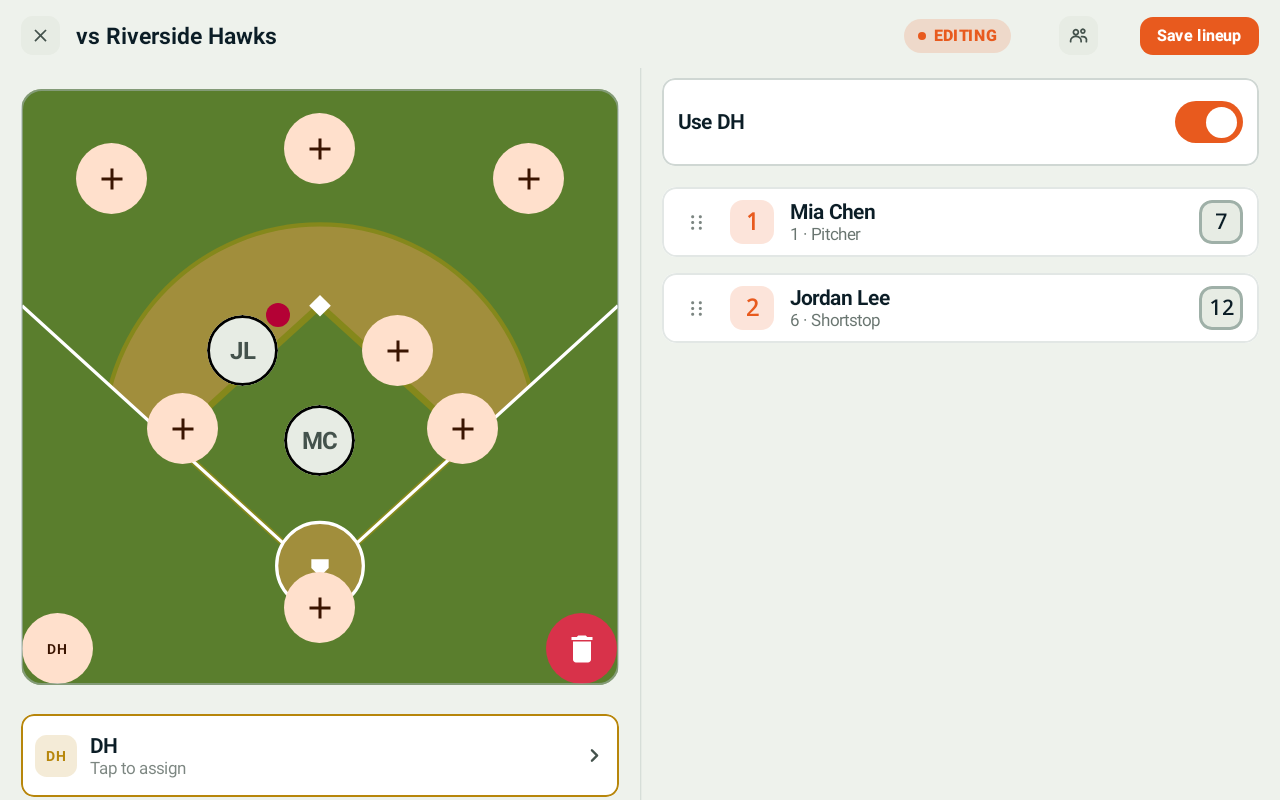 vs Riverside Hawks
EDITING
Save lineup
JL
MC
DH
DH
DH
Tap to assign
Use DH
1
Mia Chen
1 · Pitcher
7
2
Jordan Lee
6 · Shortstop
12